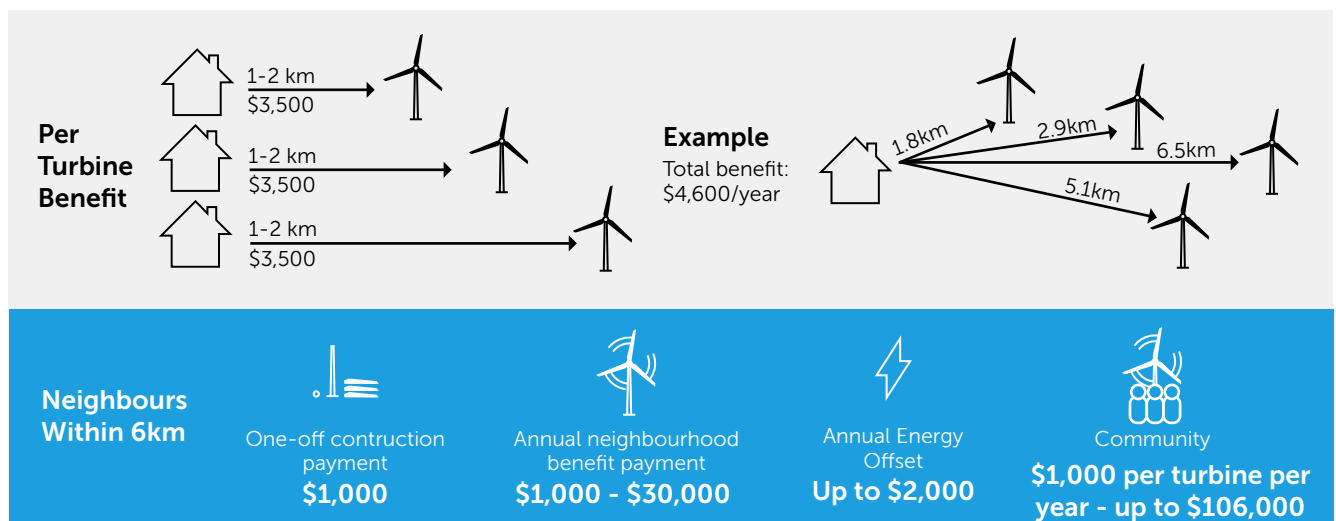 Per
Turbine
Benefit
1-2 km
$3,500
1-2 km
$3,500
1-2 km
$3,500
Example
Total benefit:
$4,600/year
1.8km
2.9km
6.5km
5.1km
Neighbours
Within 6km
One-off contruction
payment
$1,000
Annual neighbourhood
benefit payment
$1,000 - $30,000
Annual Energy
Offset
Up to $2,000
Community
$1,000 per turbine per
year - up to $106,000